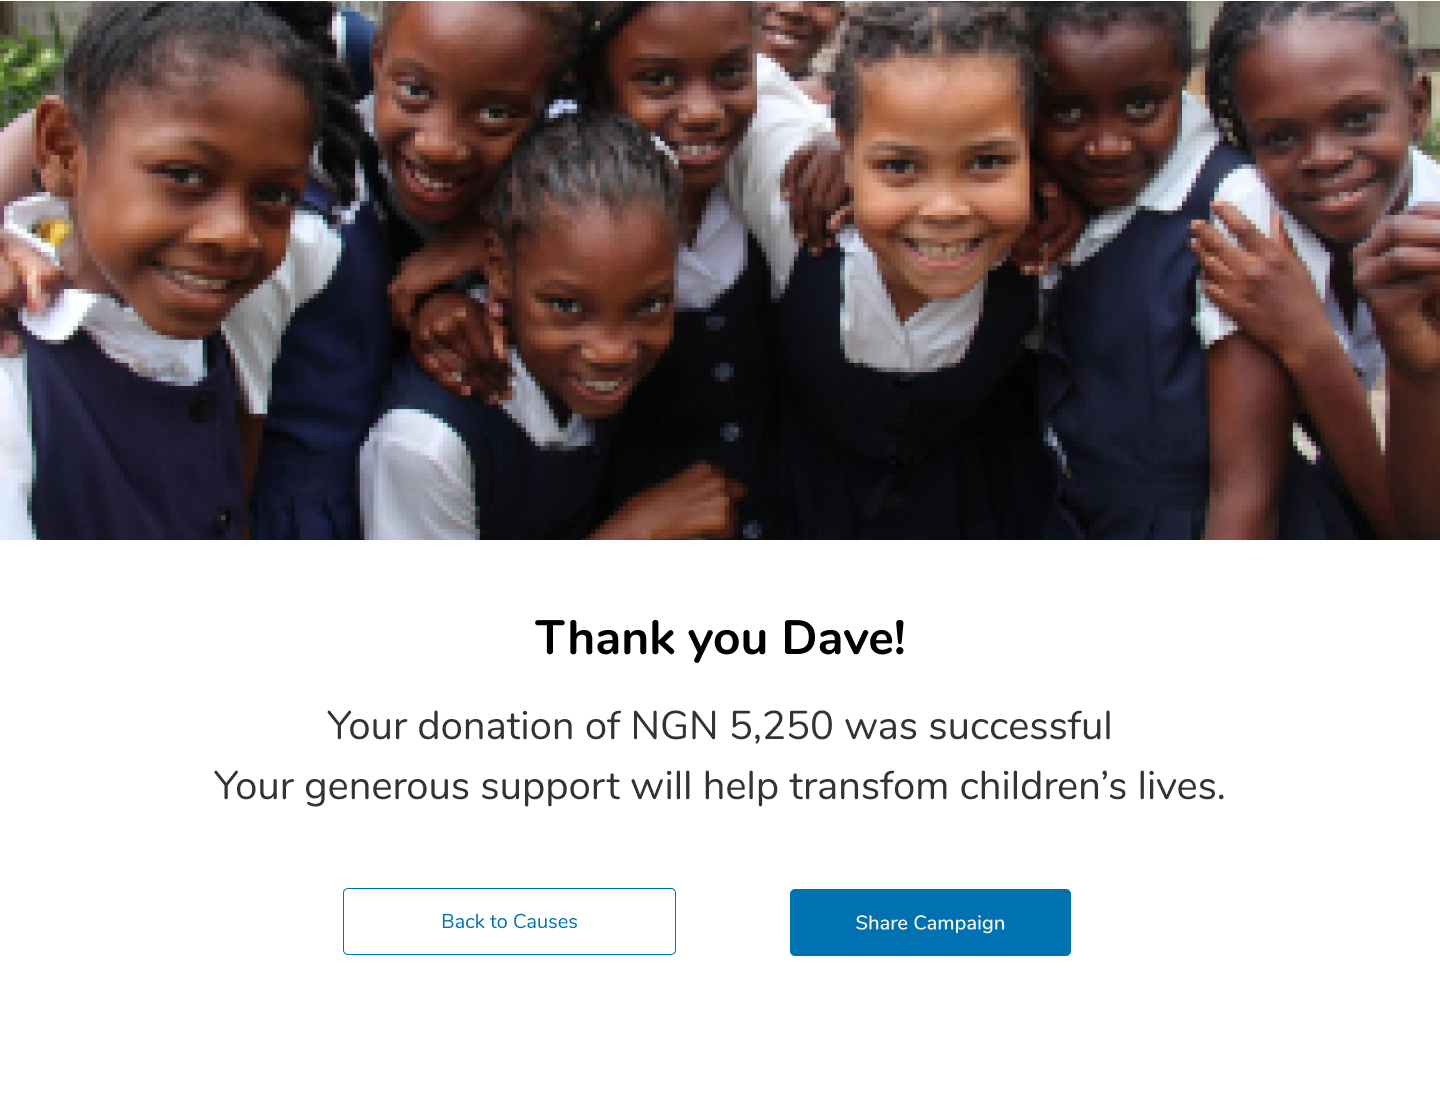 Thank you Dave!
Your donation of NGN 5,250 was successful
Your generous support will help transfom children’s lives.
Back to Causes
Share Campaign